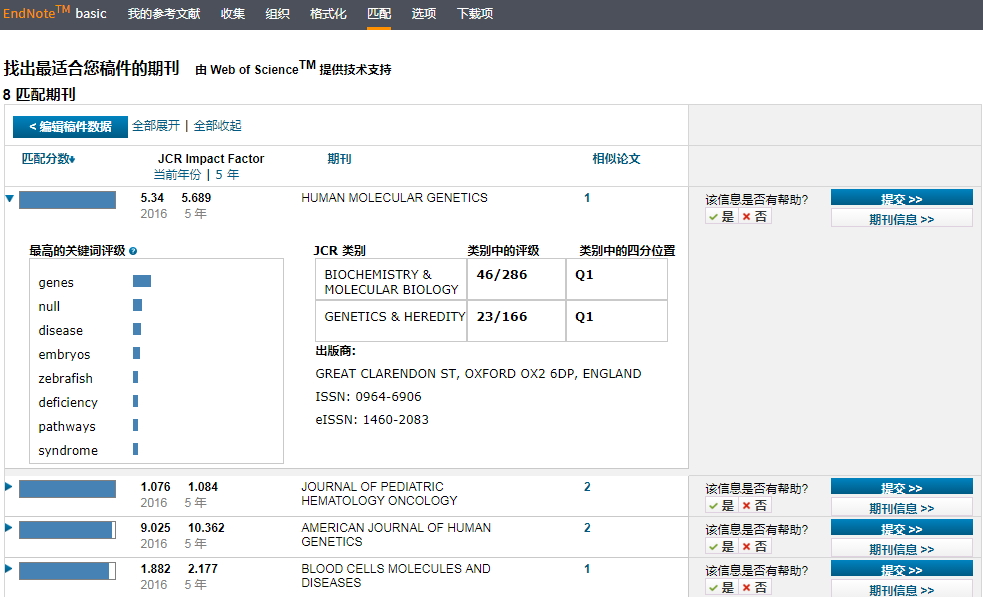 EndNoteTM basic 我的参考文献 收集 组织 格式化 匹配 选项 下载项
找出最适合您稿件的期刊 由 Web of ScienceTM 提供技术支持
8 匹配期刊
< 编辑稿件数据 全部展开 | 全部收起
匹配分数 JCR Impact Factor 期刊 相似论文
当前年份 | 5 年
5.34 5.689 HUMAN MOLECULAR GENETICS 1 该信息是否有帮助? 提交 >>
2016 5 年 是 否 期刊信息 >>
最高的关键词评级 ? JCR 类别 类别中的评级 类别中的四分位置
genes
null
disease
embryos
zebrafish
deficiency
pathways
syndrome
BIOCHEMISTRY & 46/286 Q1
MOLECULAR BIOLOGY
GENETICS & HEREDITY 23/166 Q1
出版商:
GREAT CLARENDON ST, OXFORD OX2 6DP, ENGLAND
ISSN: 0964-6906
eISSN: 1460-2083
1.076 1.084 JOURNAL OF PEDIATRIC 2 该信息是否有帮助? 提交 >>
2016 5 年 HEMATOLOGY ONCOLOGY 是 否 期刊信息 >>
9.025 10.362 AMERICAN JOURNAL OF HUMAN 2 该信息是否有帮助? 提交 >>
2016 5 年 GENETICS 是 否 期刊信息 >>
1.882 2.177 BLOOD CELLS MOLECULES AND 1 该信息是否有帮助? 提交 >>
2016 5 年 DISEASES 是 否 期刊信息 >>